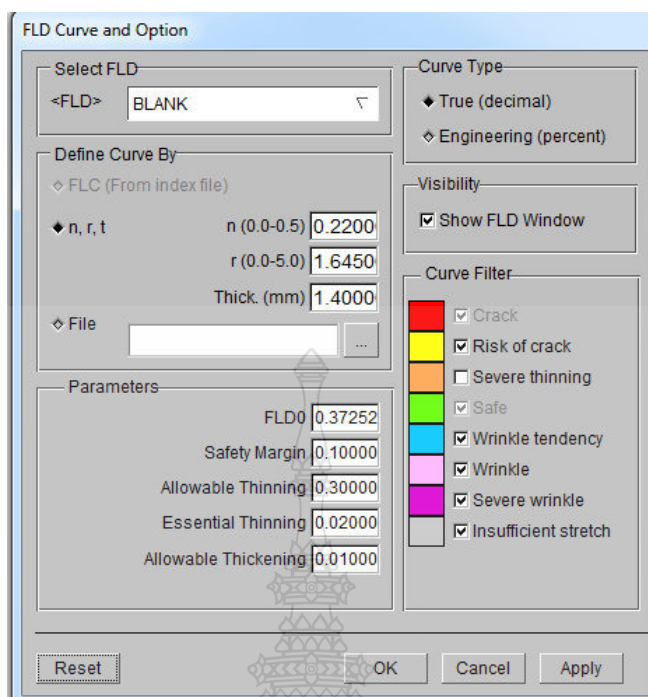 FLD Curve and Option
Select FLD
<FLD> BLANK
Define Curve By
FLC (From index file)
n, r, t n (0.0-0.5) 0.2200
r (0.0-5.0) 1.6450
Thick. (mm) 1.4000
File ...
Parameters
FLD0 0.37252
Safety Margin 0.10000
Allowable Thinning 0.30000
Essential Thinning 0.02000
Allowable Thickening 0.01000
Curve Type
True (decimal)
Engineering (percent)
Visibility
Show FLD Window
Curve Filter
Crack
Risk of crack
Severe thinning
Safe
Wrinkle tendency
Wrinkle
Severe wrinkle
Insufficient stretch
Reset OK Cancel Apply